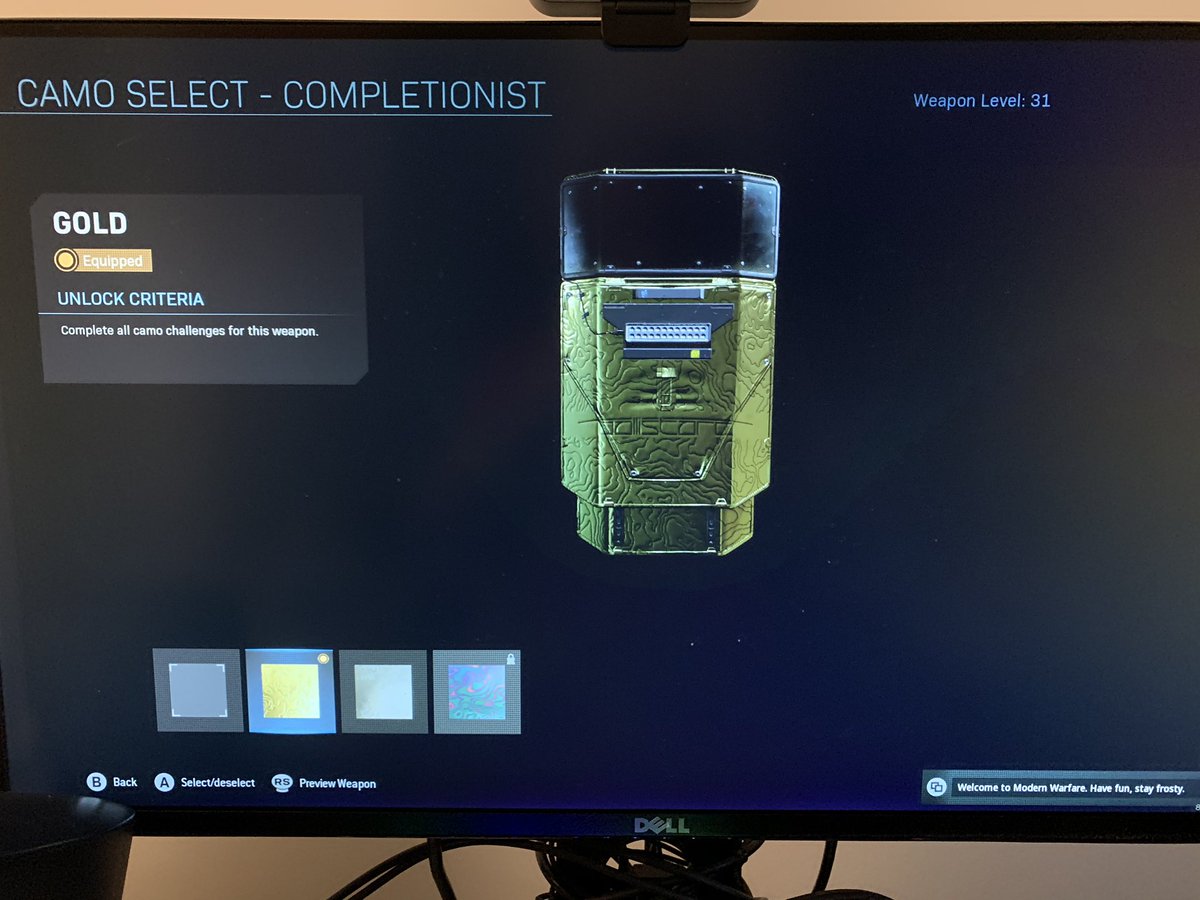 CAMO SELECT - COMPLETIONIST
Weapon Level: 31
GOLD
Equipped
UNLOCK CRITERIA
Complete all camo challenges for this weapon.
B Back A Select/deselect RS Preview Weapon
Welcome to Modern Warfare. Have fun, stay frosty.
DELL